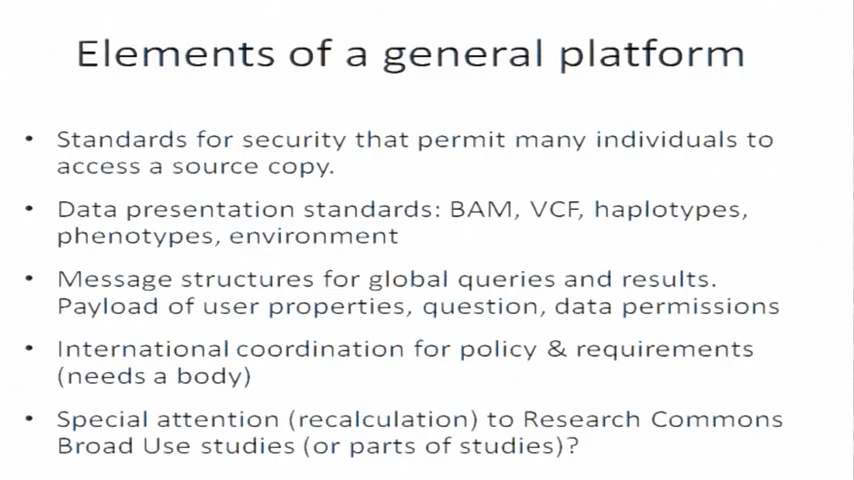 Elements of a general platform
• Standards for security that permit many individuals to
access a source copy.
• Data presentation standards: BAM, VCF, haplotypes,
phenotypes, environment
• Message structures for global queries and results.
Payload of user properties, question, data permissions
• International coordination for policy & requirements
(needs a body)
• Special attention (recalculation) to Research Commons
Broad Use studies (or parts of studies)?